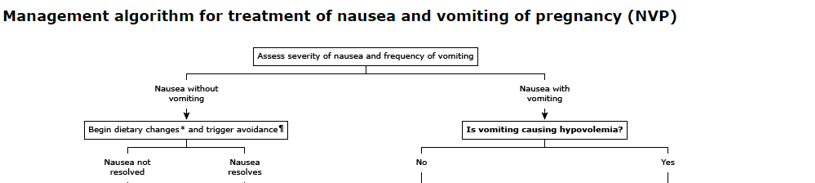 Management algorithm for treatment of nausea and vomiting of pregnancy (NVP)
Assess severity of nausea and frequency of vomiting
Nausea without
vomiting
Nausea with
vomiting
Begin dietary changes* and trigger avoidance¶
Is vomiting causing hypovolemia?
Nausea not
resolved
Nausea
resolves
No
Yes